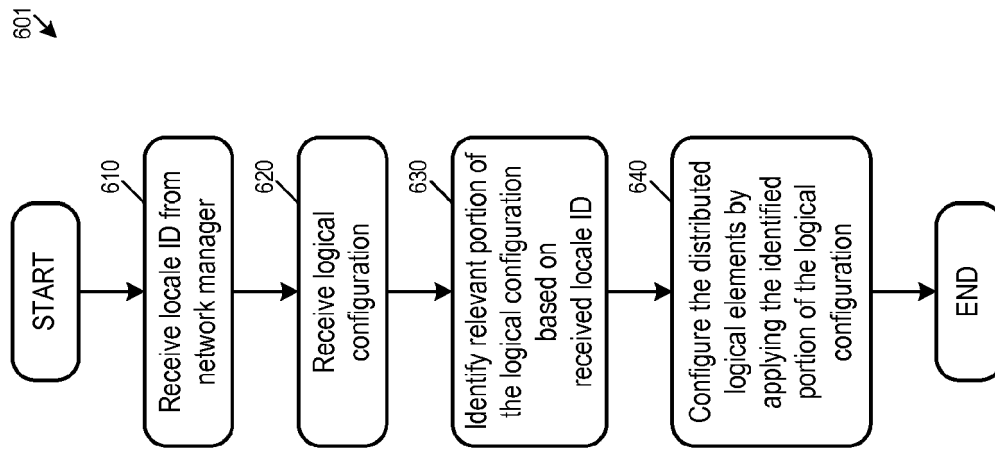 601
START
610
Receive locale ID from
network manager
620
Receive logical
configuration
630
Identify relevant portion of
the logical configuration
based on
received locale ID
640
Configure the distributed
logical elements by
applying the identified
portion of the logical
configuration
END